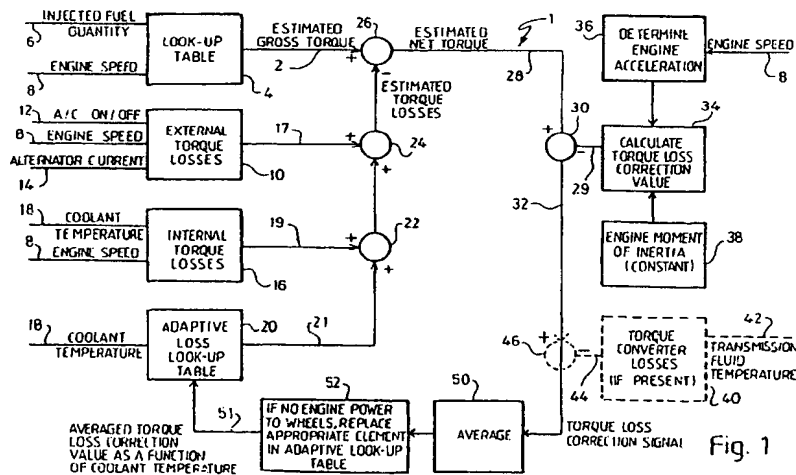 INJECTED FUEL
QUANTITY
6
ENGINE SPEED
8
LOOK-UP
TABLE
4
ESTIMATED
GROSS TORQUE
2
+
26
-
ESTIMATED NET TORQUE
1
28
36
DETERMINE
ENGINE
ACCELERATION
ENGINE SPEED
8
12
A/C ON/OFF
8
ENGINE SPEED
ALTERNATOR CURRENT
14
EXTERNAL
TORQUE
LOSSES
10
17
+
ESTIMATED
TORQUE
LOSSES
24
+
+
30
-
29
34
CALCULATE
TORQUE LOSS
CORRECTION
VALUE
32
18
COOLANT
TEMPERATURE
8
ENGINE SPEED
INTERNAL
TORQUE
LOSSES
16
19
+
22
+
ENGINE MOMENT
OF INERTIA
(CONSTANT)
38
18
COOLANT
TEMPERATURE
ADAPTIVE
LOSS
LOOK-UP
TABLE
20
21
46
+
-
44
TORQUE
CONVERTER
LOSSES
(IF PRESENT)
40
42
TRANSMISSION
FLUID
TEMPERATURE
AVERAGED TORQUE
LOSS CORRECTION
VALUE AS A FUNCTION
OF COOLANT TEMPERATURE
51
52
IF NO ENGINE POWER
TO WHEELS, REPLACE
APPROPRIATE ELEMENT
IN ADAPTIVE LOOK-UP
TABLE
50
AVERAGE
TORQUE LOSS
CORRECTION SIGNAL
Fig. 1